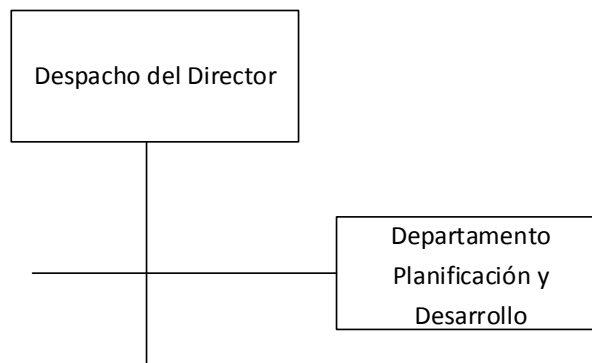 Despacho del Director
Departamento
Planificación y
Desarrollo